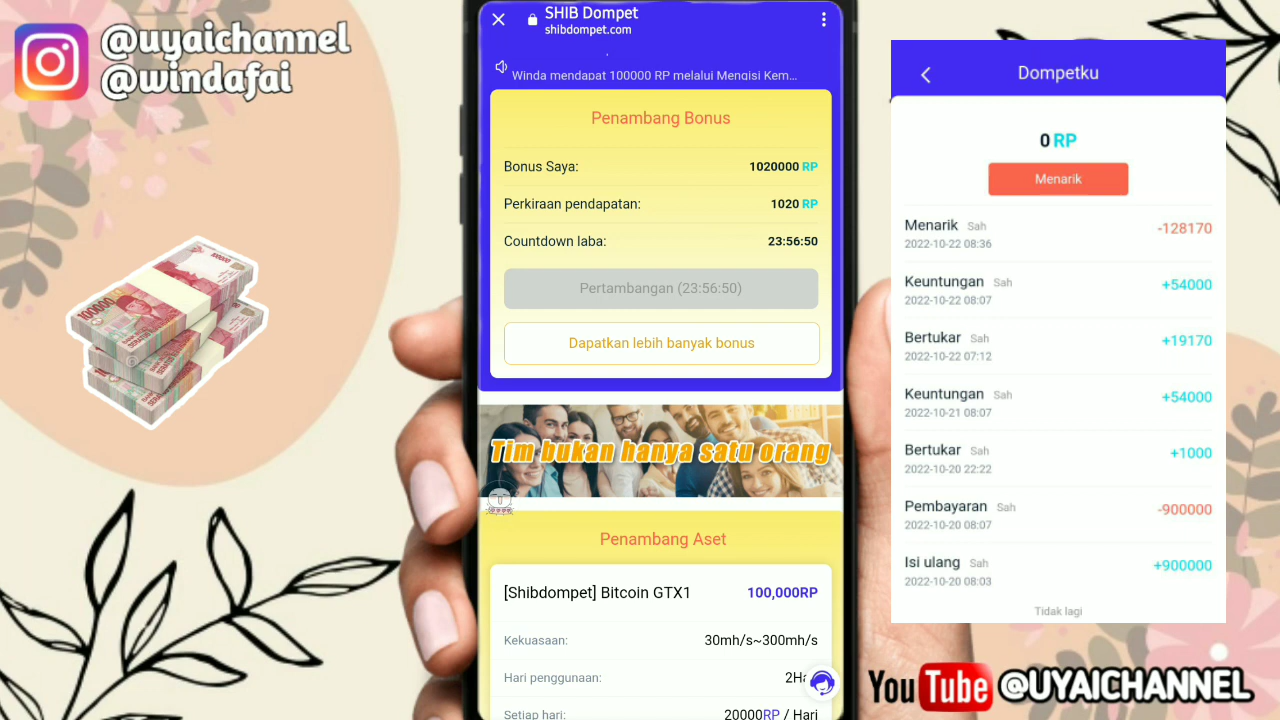 @uyaichannel
@windafai
100000
100000
SHIB Dompet
shibdompet.com
Winda mendapat 100000 RP melalui Mengisi Kem...
Penambang Bonus
Bonus Saya: 1020000 RP
Perkiraan pendapatan: 1020 RP
Countdown laba: 23:56:50
Pertambangan (23:56:50)
Dapatkan lebih banyak bonus
Tim bukan hanya satu orang
Penambang Aset
[Shibdompet] Bitcoin GTX1 100,000RP
Kekuasaan: 30mh/s~300mh/s
Hari penggunaan: 2Ha
Setiap hari: 20000RP / Hari
Dompetku
0 RP
Menarik
Menarik Sah -128170
2022-10-22 08:36
Keuntungan Sah +54000
2022-10-22 08:07
Bertukar Sah +19170
2022-10-22 07:12
Keuntungan Sah +54000
2022-10-21 08:07
Bertukar Sah +1000
2022-10-20 22:22
Pembayaran Sah -900000
2022-10-20 08:07
Isi ulang Sah +900000
2022-10-20 08:03
Tidak lagi
YouTube @UYAICHANNEL